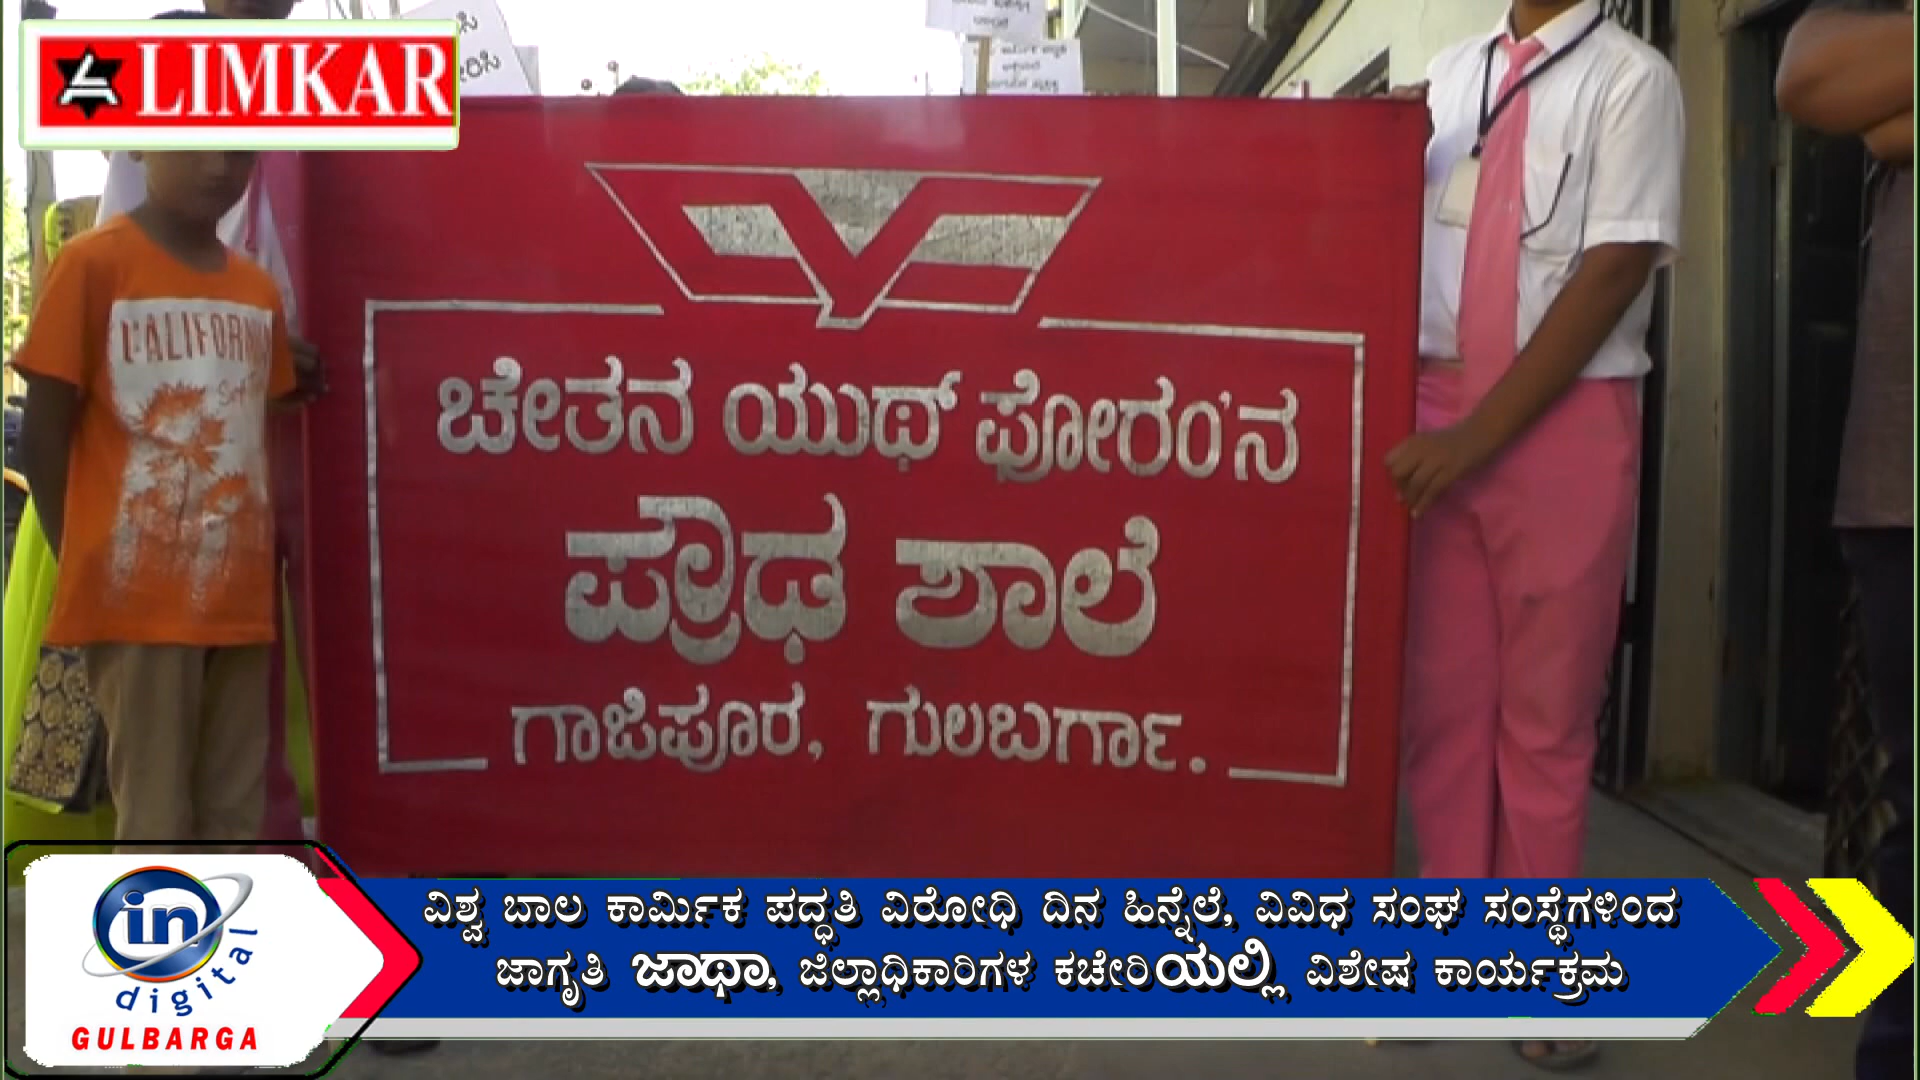 LIMKAR
CALIFORNIA
ಚೇತನ ಯುಥ್ ಫೋರಂ'ನ
ಪ್ರೌಢ ಶಾಲೆ
ಗಾಜಿಪೂರ, ಗುಲಬರ್ಗಾ.
ವಿಶ್ವ ಬಾಲ ಕಾರ್ಮಿಕ ಪದ್ಧತಿ ವಿರೋಧಿ ದಿನ ಹಿನ್ನೆಲೆ, ವಿವಿಧ ಸಂಘ ಸಂಸ್ಥೆಗಳಿಂದ
ಜಾಗೃತಿ ಜಾಥಾ, ಜಿಲ್ಲಾಧಿಕಾರಿಗಳ ಕಚೇರಿಯಲ್ಲಿ ವಿಶೇಷ ಕಾರ್ಯಕ್ರಮ
in
digital
GULBARGA